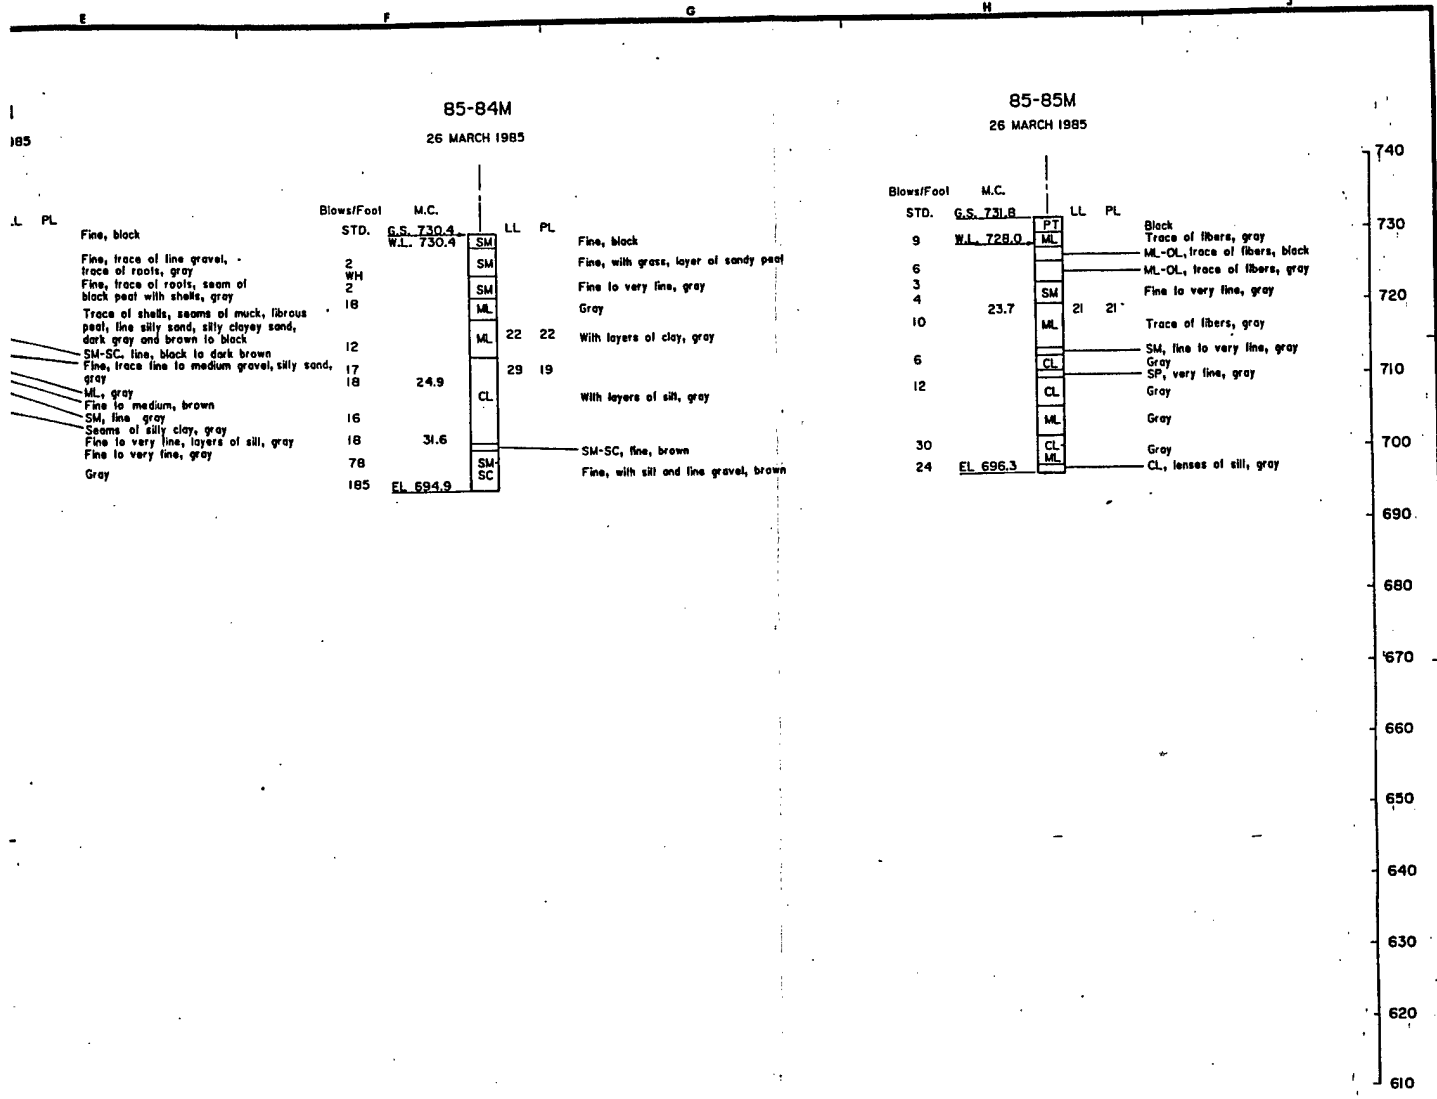 E F G H J
85-84M
26 MARCH 1985
85-85M
26 MARCH 1985
985
LL PL
Fine, black
Fine, trace of fine gravel,
trace of roots, gray
Fine, trace of roots, seam of
black peat with shells, gray
Trace of shells, seams of muck, fibrous
peat, fine silty sand, silty clayey sand,
dark gray and brown to black
SM-SC, fine, black to dark brown
Fine, trace fine to medium gravel, silty sand,
gray
ML, gray
Fine to medium, brown
SM, fine gray
Seams of silty clay, gray
Fine to very fine, layers of silt, gray
Fine to very fine, gray
Gray
Blows/Foot M.C.
STD. G.S. 730.4 LL PL
W.L. 730.4 SM Fine, black
2 SM Fine, with grass, layer of sandy peat
WH
2 SM Fine to very fine, gray
18 ML Gray
ML 22 22 With layers of clay, gray
12
17 29 19
18 24.9
CL With layers of silt, gray
16
18 31.6
SM-SC, fine, brown
78 SM-
SC Fine, with silt and fine gravel, brown
185 EL 694.9
Blows/Foot M.C.
STD. G.S. 731.8 LL PL
PT Black
9 W.L. 728.0 ML Trace of fibers, gray
ML-OL, trace of fibers, black
6 ML-OL, trace of fibers, gray
3
SM Fine to very fine, gray
4
23.7 21 21
10 ML Trace of fibers, gray
SM, fine to very fine, gray
6 CL Gray
SP, very fine, gray
12 CL Gray
ML Gray
30 CL- Gray
ML
24 EL 696.3 CL, lenses of silt, gray
740
730
720
710
700
690
680
670
660
650
640
630
620
610